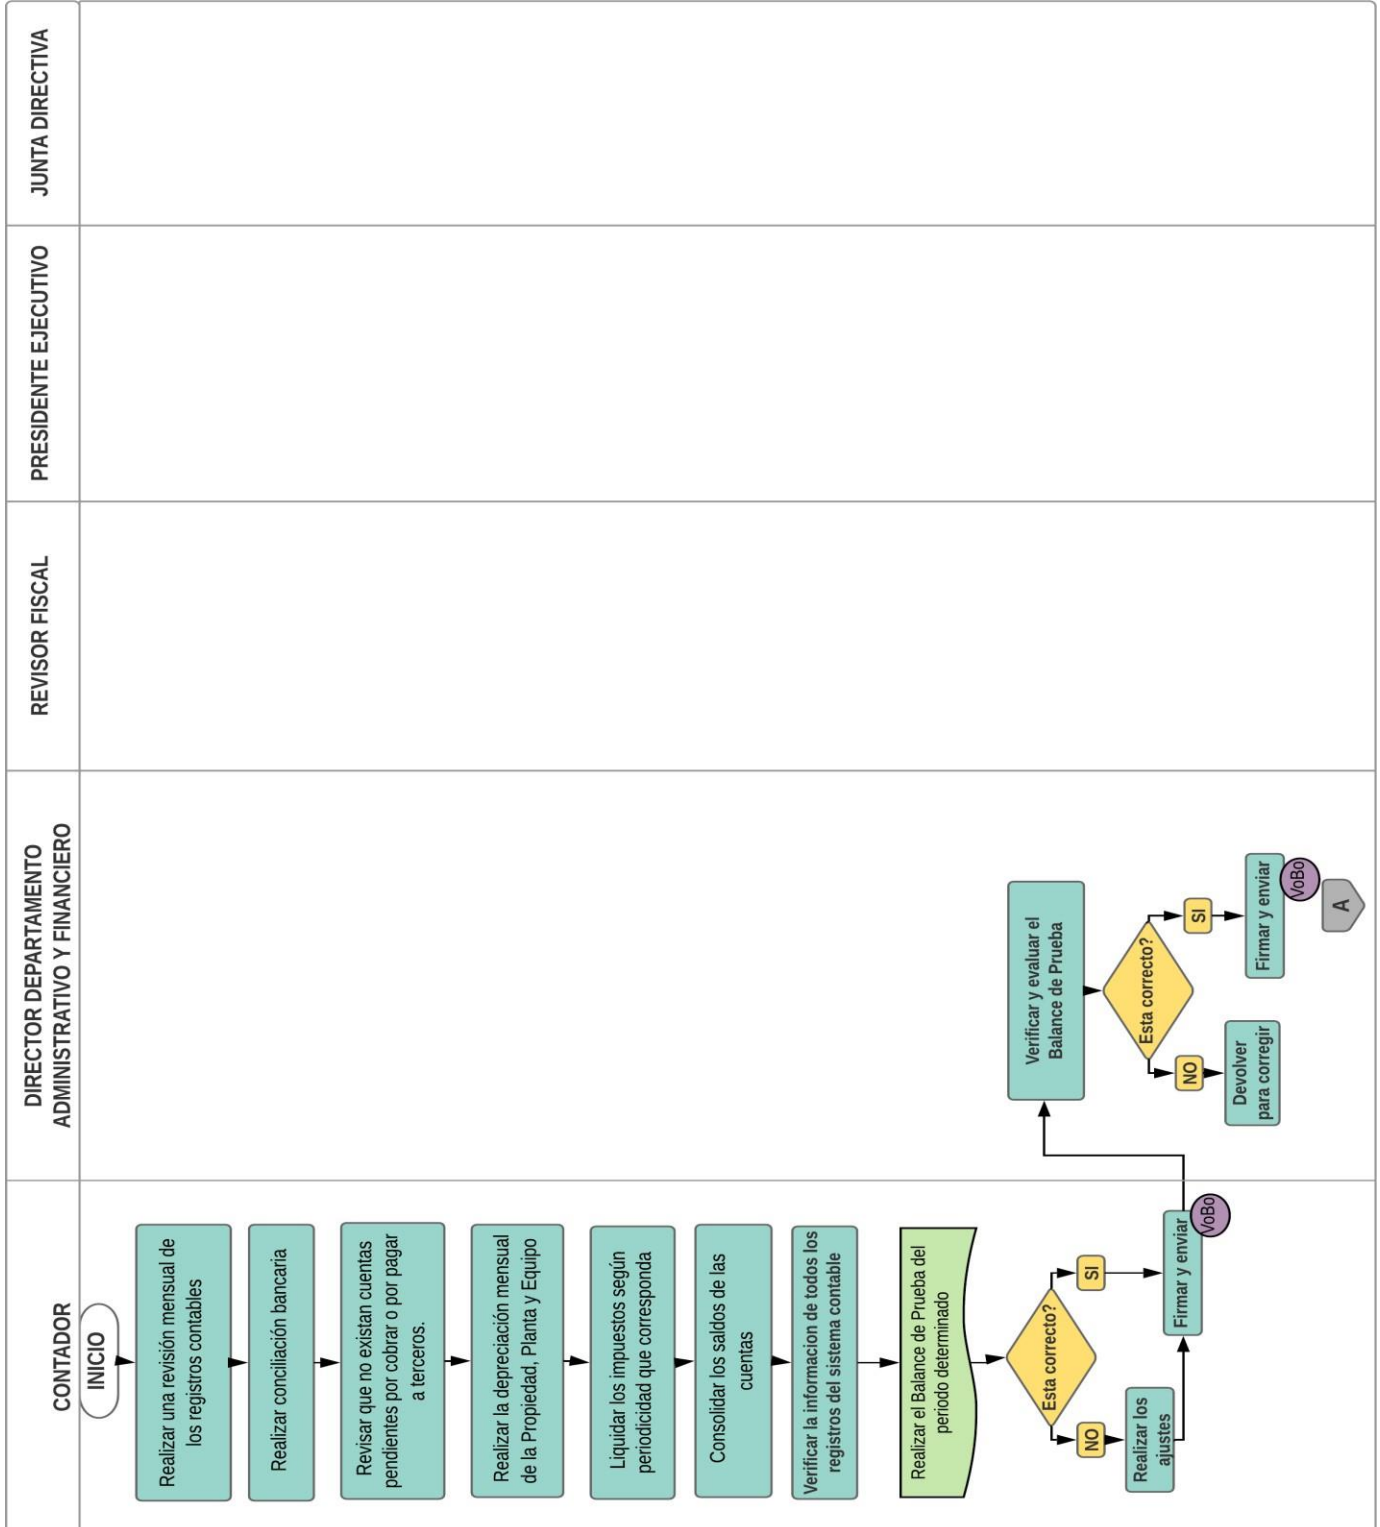 CONTADOR
DIRECTOR DEPARTAMENTO
ADMINISTRATIVO Y FINANCIERO
REVISOR FISCAL
PRESIDENTE EJECUTIVO
JUNTA DIRECTIVA
INICIO
Realizar una revisión mensual de
los registros contables
Realizar conciliación bancaria
Revisar que no existan cuentas
pendientes por cobrar o por pagar
a terceros.
Realizar la depreciación mensual
de la Propiedad, Planta y Equipo
Liquidar los impuestos según
periodicidad que corresponda
Consolidar los saldos de las
cuentas
Verificar la informacion de todos los
registros del sistema contable
Realizar el Balance de Prueba del
periodo determinado
Esta correcto?
NO
SI
Realizar los
ajustes
Firmar y enviar
VoBo
Verificar y evaluar el
Balance de Prueba
Esta correcto?
NO
SI
Devolver
para corregir
Firmar y enviar
VoBo
A